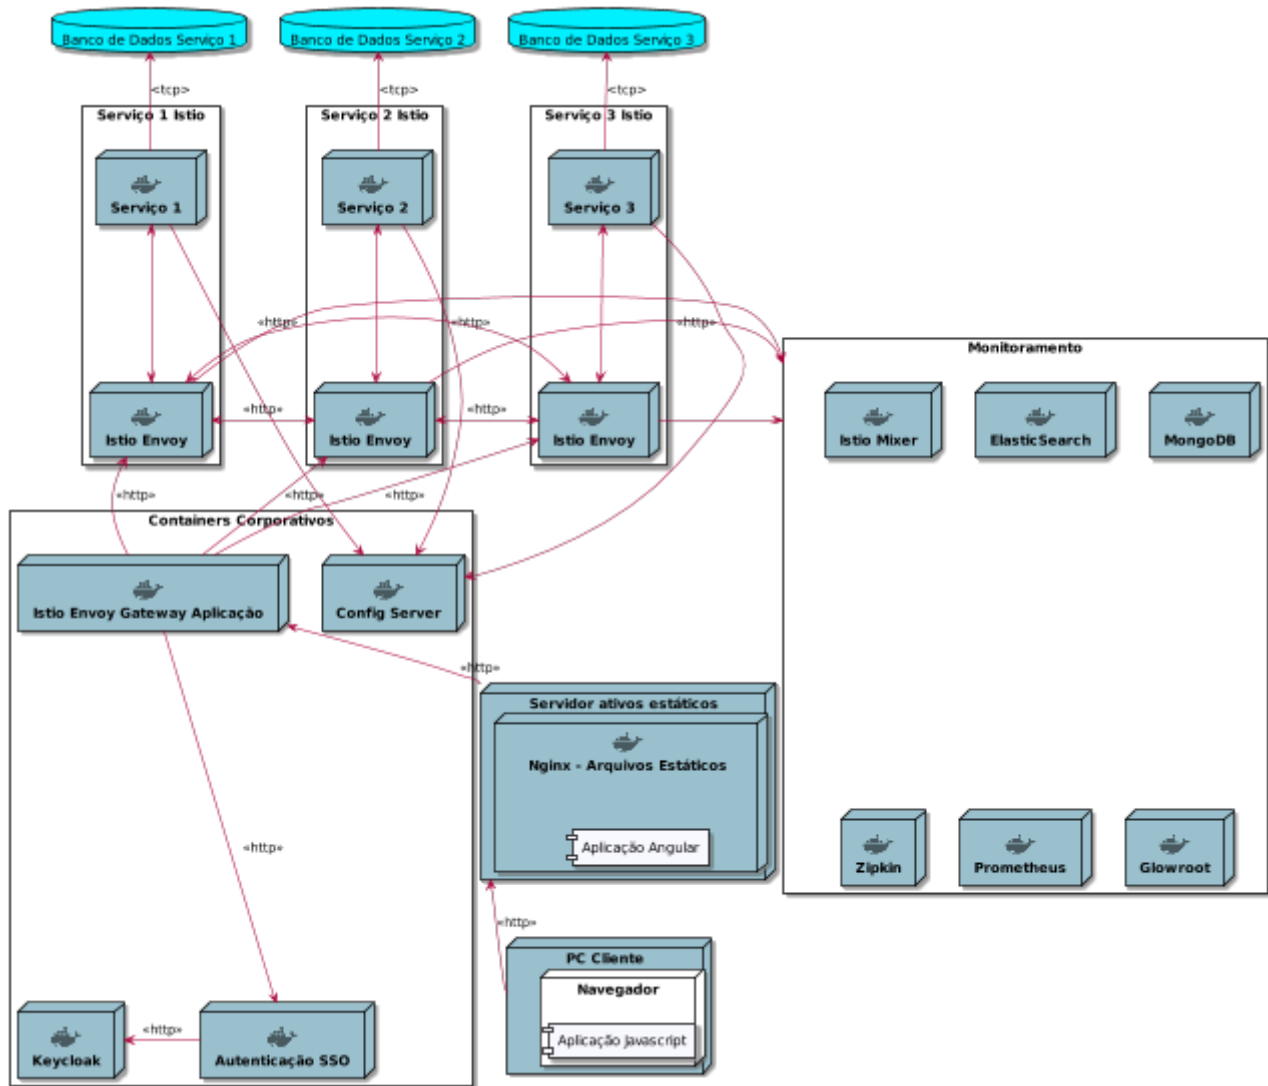 Banco de Dados Serviço 1
Banco de Dados Serviço 2
Banco de Dados Serviço 3
<tcp>
<tcp>
<tcp>
Serviço 1 Istio
Serviço 2 Istio
Serviço 3 Istio
Serviço 1
Serviço 2
Serviço 3
«http»
«http»
«http»
Monitoramento
Istio Envoy
«http»
Istio Envoy
«http»
Istio Envoy
Istio Mixer
ElasticSearch
MongoDB
«http»
«http»
«http»
Containers Corporativos
Istio Envoy Gateway Aplicação
Config Server
«http»
Servidor ativos estáticos
Nginx - Arquivos Estáticos
Aplicação Angular
«http»
Zipkin
Prometheus
Glowroot
«http»
PC Cliente
Navegador
Aplicação Javascript
Keycloak
«http»
Autenticação SSO